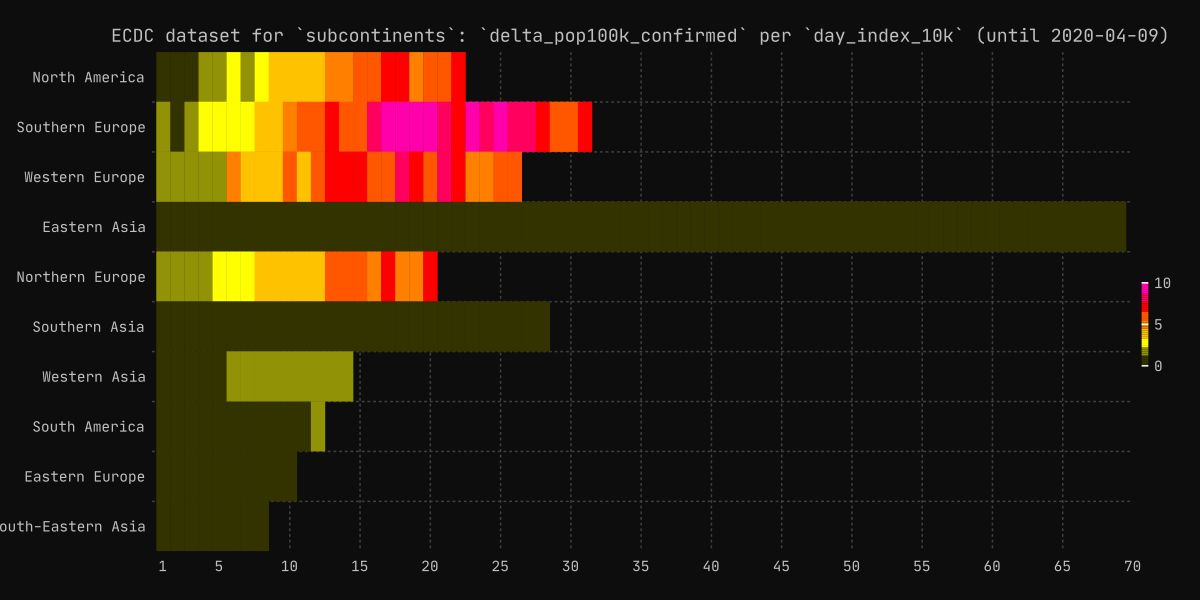 ECDC dataset for `subcontinents`: `delta_pop100k_confirmed` per `day_index_10k` (until 2020-04-09)
North America
Southern Europe
Western Europe
Eastern Asia
Northern Europe
Southern Asia
Western Asia
South America
Eastern Europe
outh-Eastern Asia
10
5
0
1 5 10 15 20 25 30 35 40 45 50 55 60 65 70